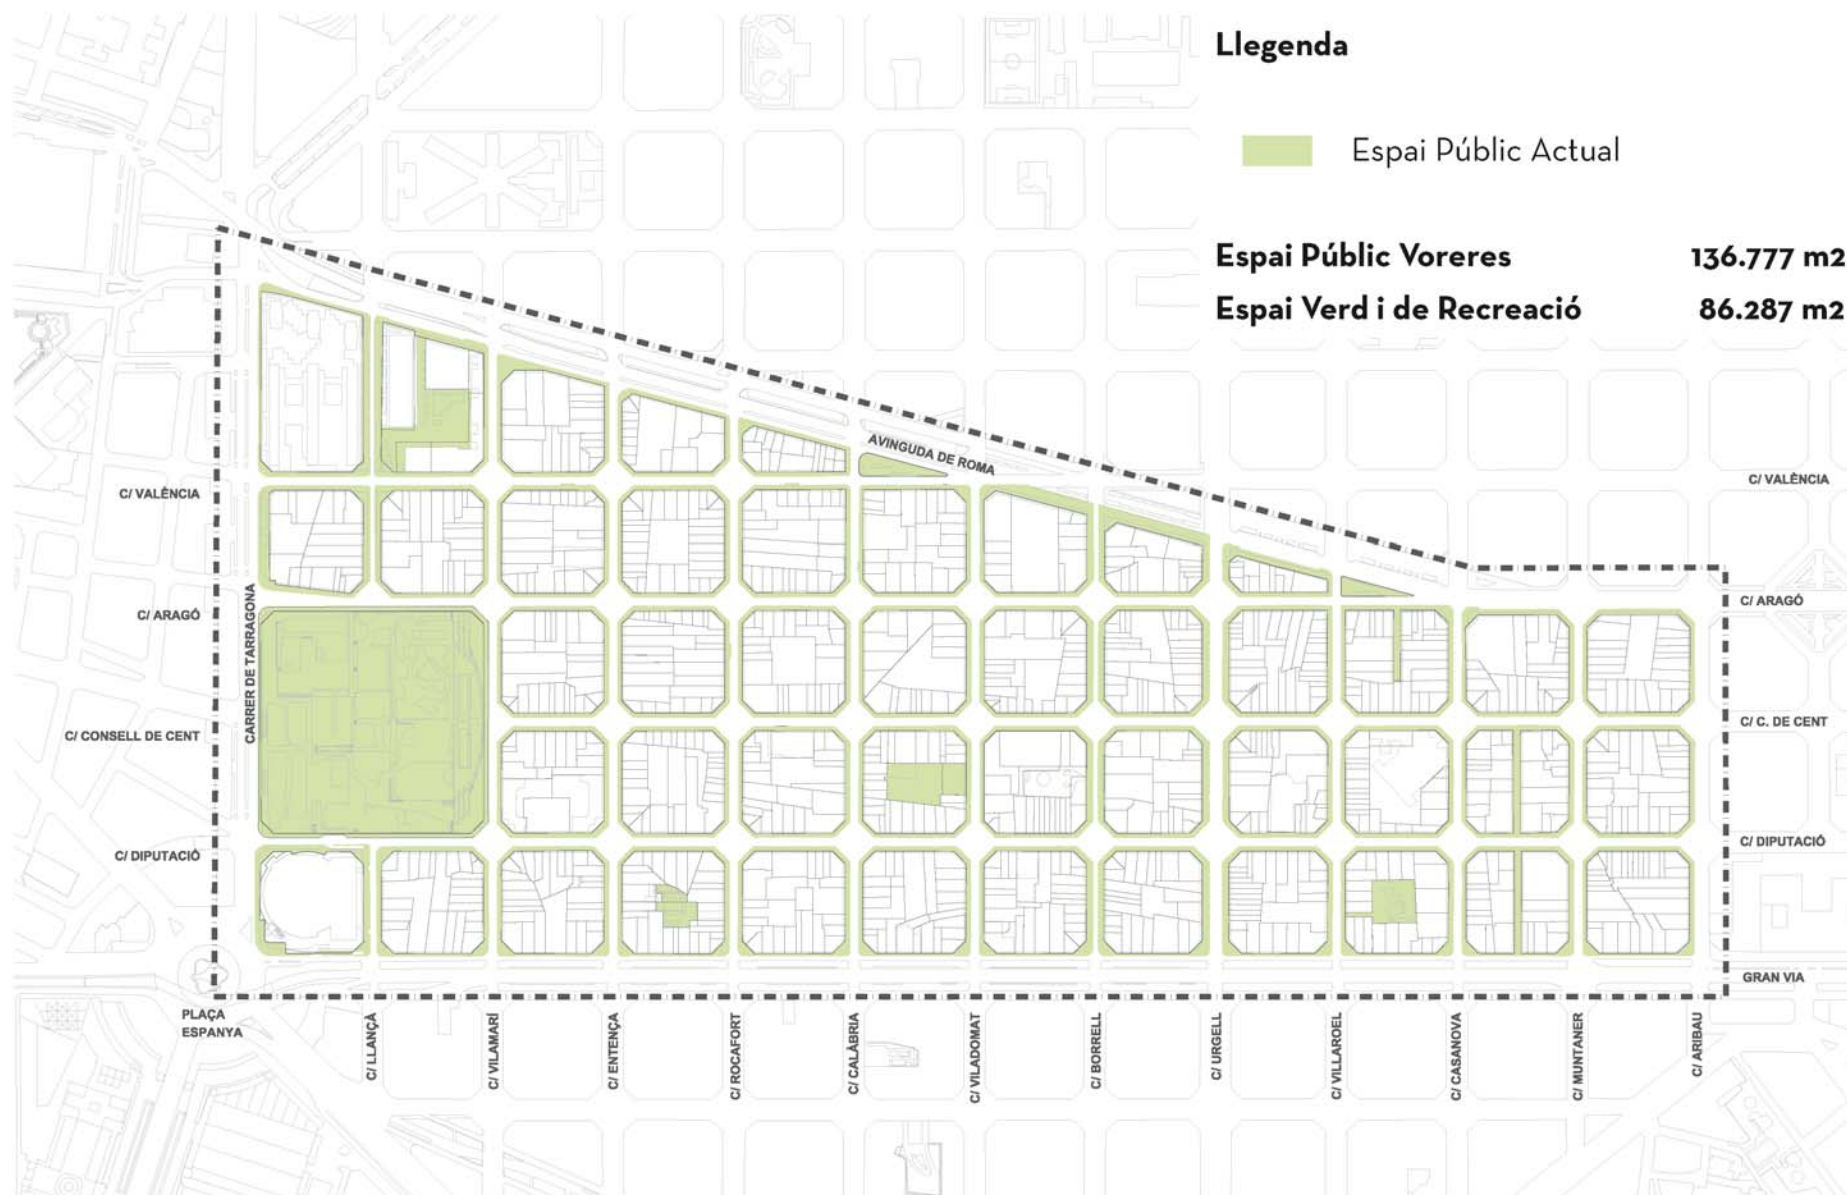 Llegenda
Espai Públic Actual
Espai Públic Voreres 136.777 m2
Espai Verd i de Recreació 86.287 m2
AVINGUDA DE ROMA
C/ VALÈNCIA
C/ VALÈNCIA
C/ ARAGÓ
C/ ARAGÓ
CARRER DE TARRAGONA
C/ CONSELL DE CENT
C/ C. DE CENT
C/ DIPUTACIÓ
C/ DIPUTACIÓ
GRAN VIA
PLAÇA
ESPANYA
C/ LLANÇÀ
C/ VILAMARÍ
C/ ENTENÇA
C/ ROCAFORT
C/ CALÀBRIA
C/ VILADOMAT
C/ BORRELL
C/ URGELL
C/ VILLAROEL
C/ CASANOVA
C/ MUNTANER
C/ ARIBAU